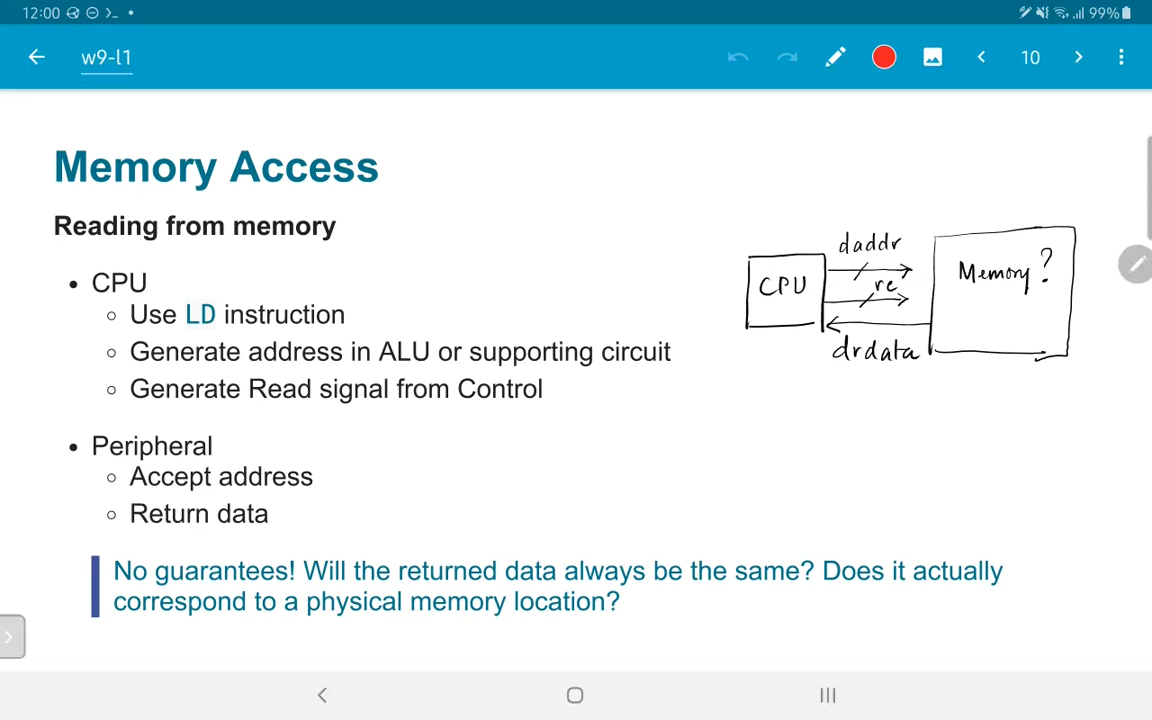 12:00 99%
w9-l1 10
Memory Access
Reading from memory
CPU
Use LD instruction
Generate address in ALU or supporting circuit
Generate Read signal from Control
Peripheral
Accept address
Return data
No guarantees! Will the returned data always be the same? Does it actually
correspond to a physical memory location?
daddr
CPU
re
drdata
Memory?